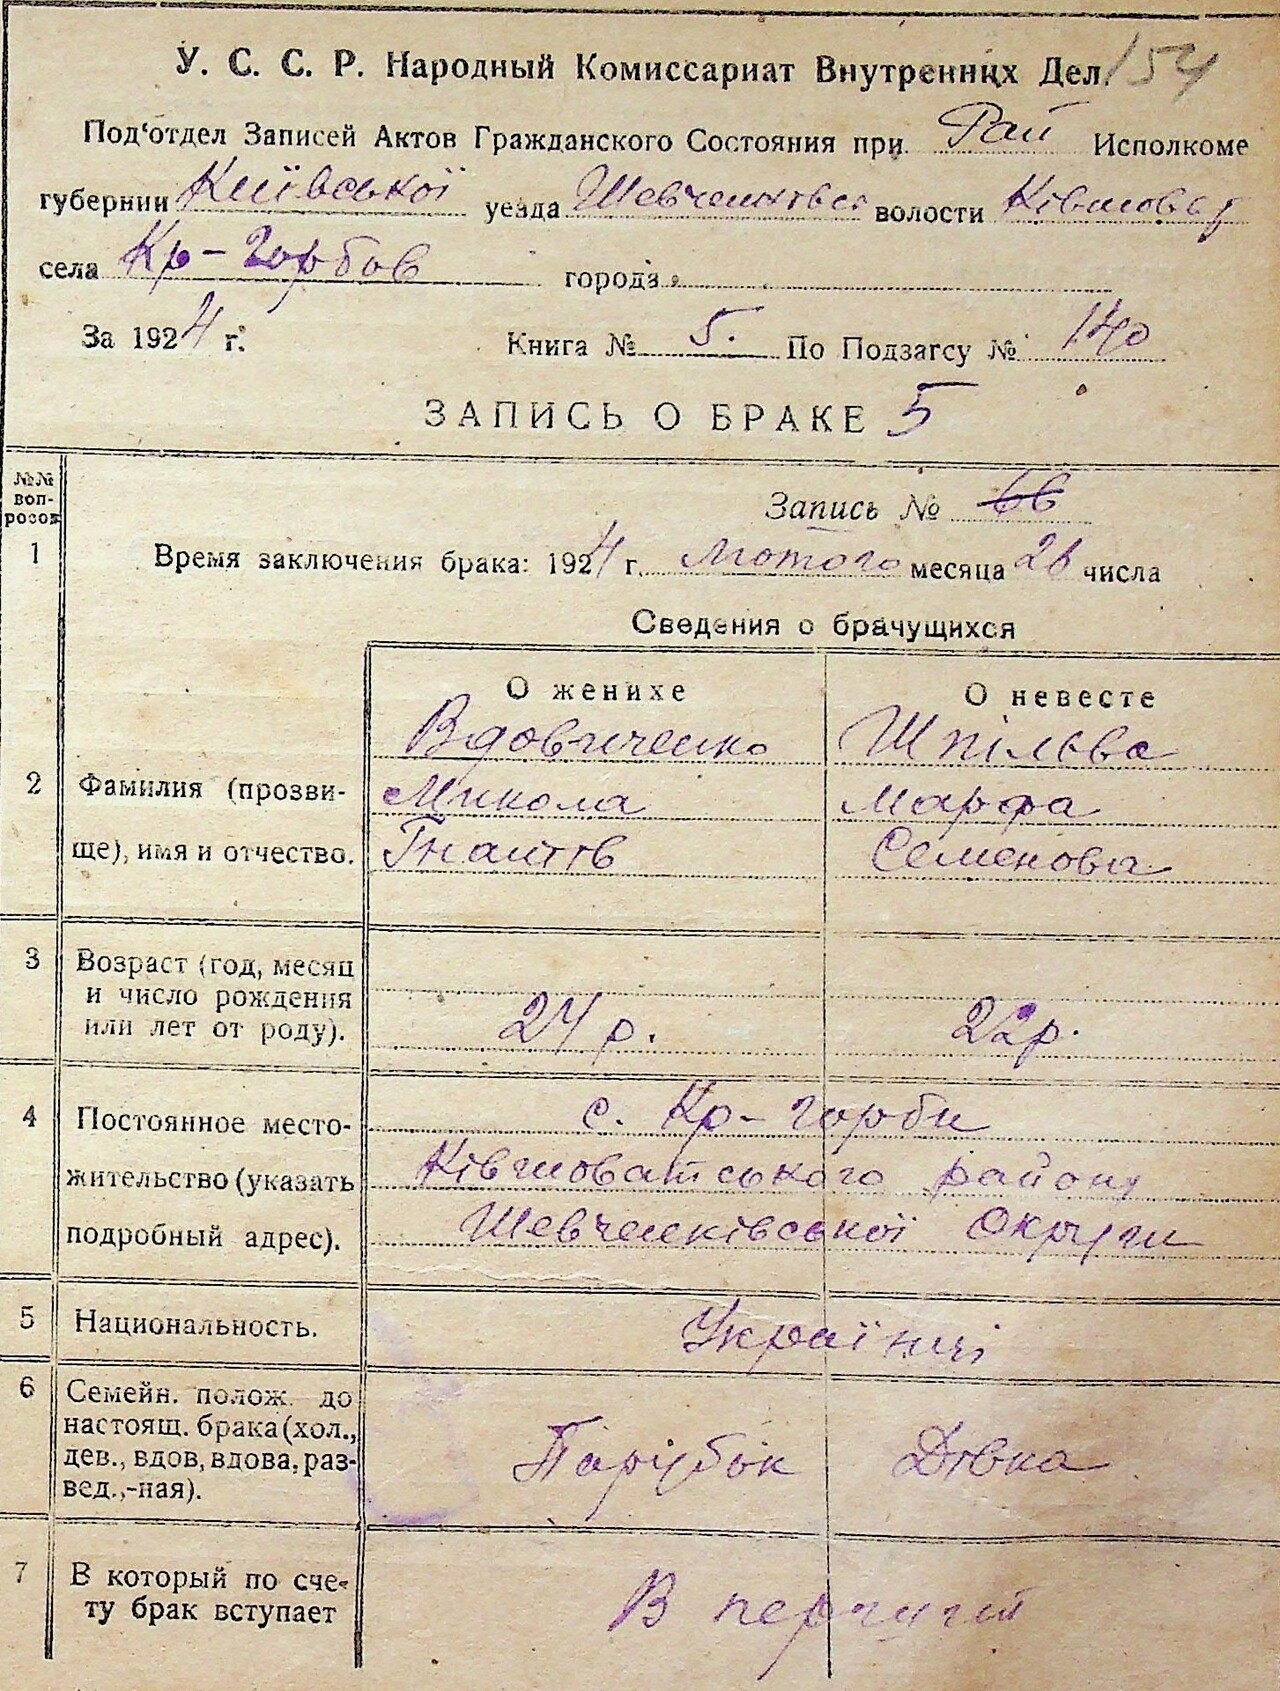 У. С. С. Р. Народный Комиссариат Внутренних Дел. 154
Под‘отдел Записей Актов Гражданского Состояния при Рай Исполкоме
губернии Київської уезда Шевченківсь волости Ківшоват
села Кр-Горбов города
За 1924 г. Книга № 5. По Подзагсу № 140
ЗАПИСЬ О БРАКЕ 5
№№ вопросов
Запись № 66
1 Время заключения брака: 1924 г. лютого месяца 26 числа
Сведения о брачущихся
О женихе О невесте
Вдовиченко Шпільва
2 Фамилия (прозви- Микола Марфа
ще), имя и отчество. Гнатів Семенова
3 Возраст (год, месяц
и число рождения
или лет от роду). 24 р. 22 р.
4 Постоянное место- с. Кр-горби
жительство (указать Ківшоватського району
подробный адрес). Шевченківської округи
5 Национальность. Українці
6 Семейн. полож. до
настоящ. брака (хол.,
дев., вдов, вдова, раз- Парубок Дівка
вед.,-ная).
7 В который по сче-
ту брак вступает В перший